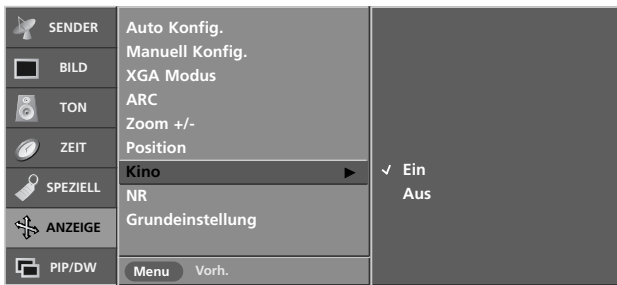 SENDER
BILD
TON
ZEIT
SPEZIELL
ANZEIGE
PIP/DW
Auto Konfig.
Manuell Konfig.
XGA Modus
ARC
Zoom +/-
Position
Kino ▶
NR
Grundeinstellung
Menu Vorh.
✓ Ein
Aus